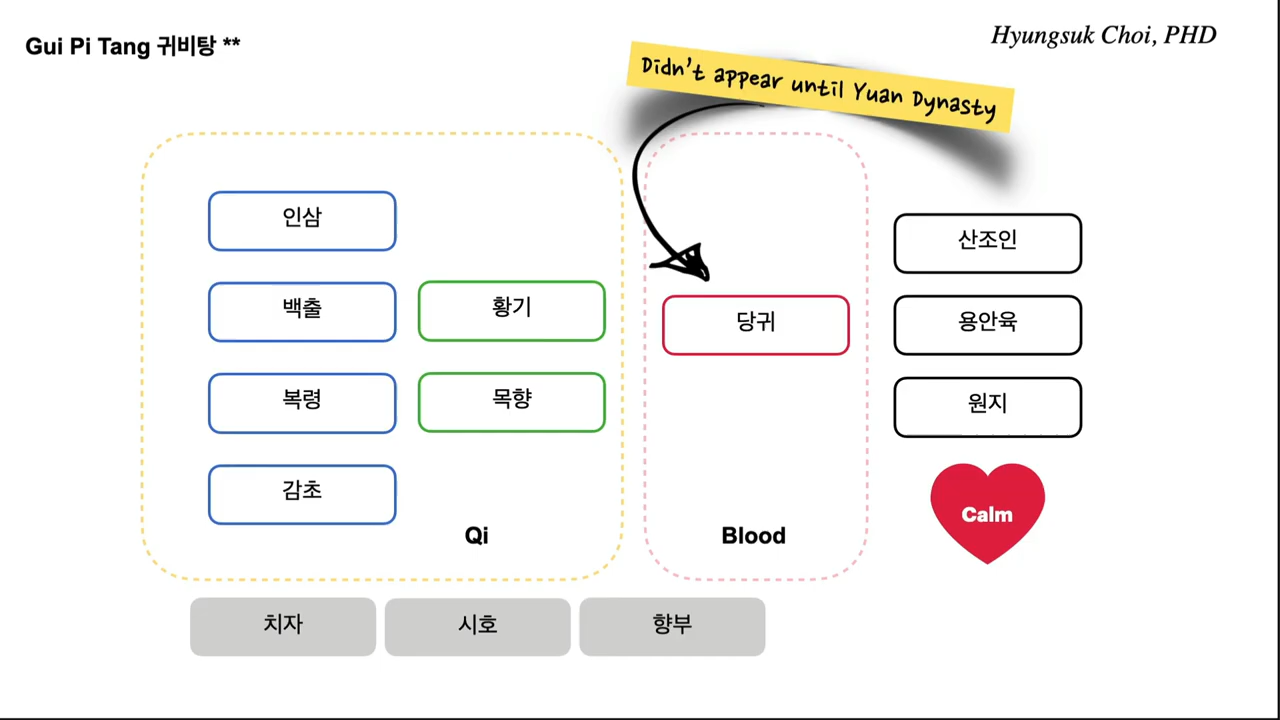 Gui Pi Tang 귀비탕 **
Hyungsuk Choi, PHD
Didn't appear until Yuan Dynasty
인삼
백출
복령
감초
황기
목향
Qi
당귀
Blood
산조인
용안육
원지
Calm
치자
시호
향부